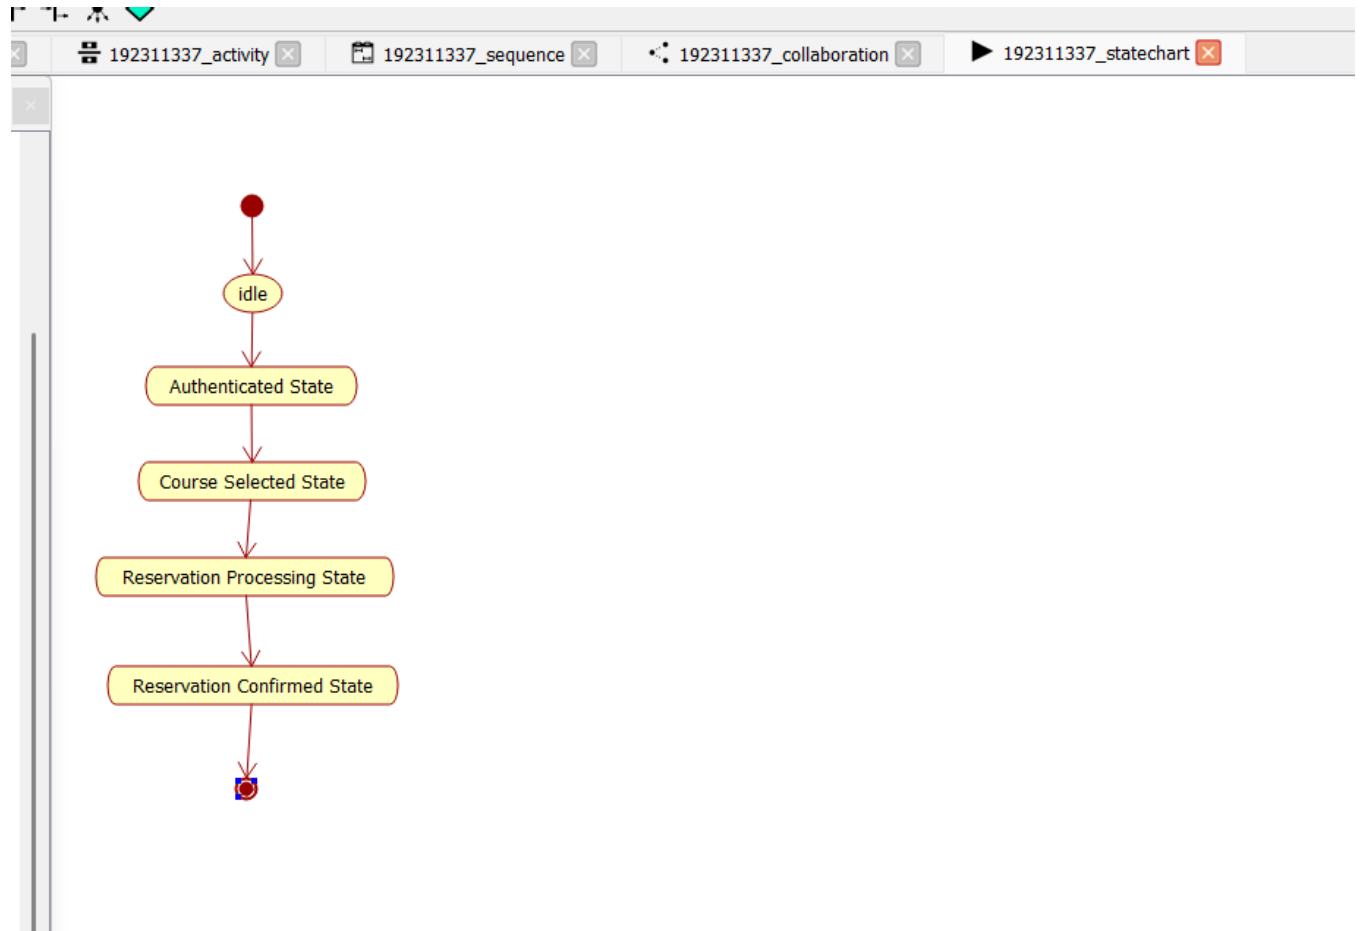 192311337_activity
192311337_sequence
192311337_collaboration
192311337_statechart
idle
Authenticated State
Course Selected State
Reservation Processing State
Reservation Confirmed State